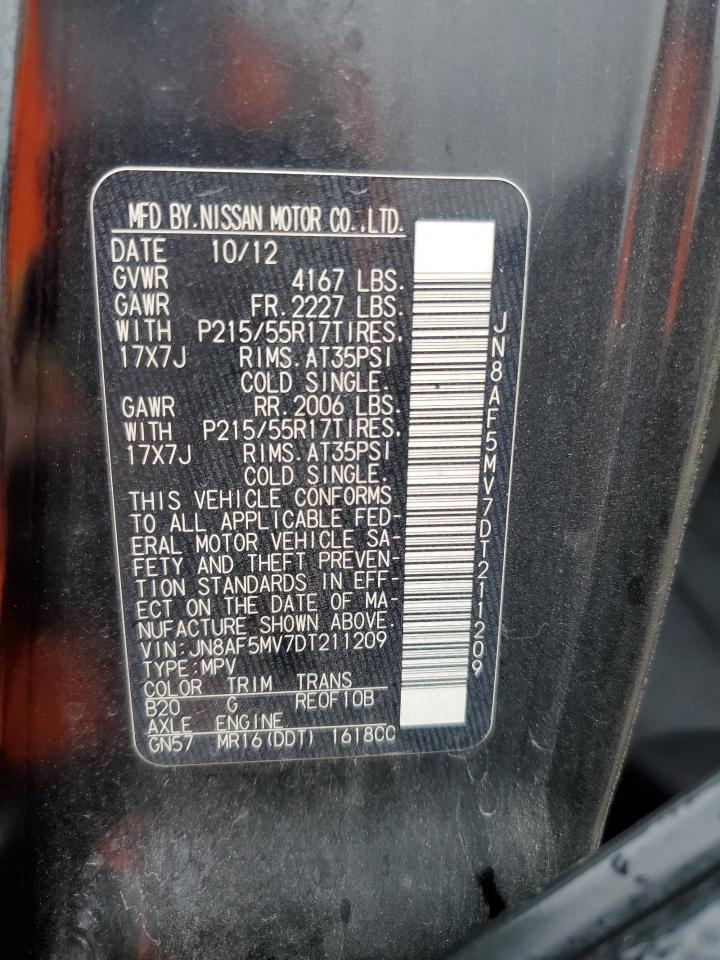 MFD BY.NISSAN MOTOR CO.,LTD.
DATE 10/12
GVWR 4167 LBS.
GAWR FR.2227 LBS.
WITH P215/55R17TIRES.
17X7J RIMS.AT35PSI
COLD SINGLE.
GAWR RR.2006 LBS.
WITH P215/55R17TIRES.
17X7J RIMS.AT35PSI
COLD SINGLE.
THIS VEHICLE CONFORMS
TO ALL APPLICABLE FED-
ERAL MOTOR VEHICLE SA-
FETY AND THEFT PREVEN-
TION STANDARDS IN EFF-
ECT ON THE DATE OF MA-
NUFACTURE SHOWN ABOVE.
VIN:JN8AF5MV7DT211209
TYPE:MPV
COLOR TRIM TRANS
B20 G RE0F10B
AXLE ENGINE
GN57 MR16(DDT) 1618CC
JN8AF5MV7DT211209